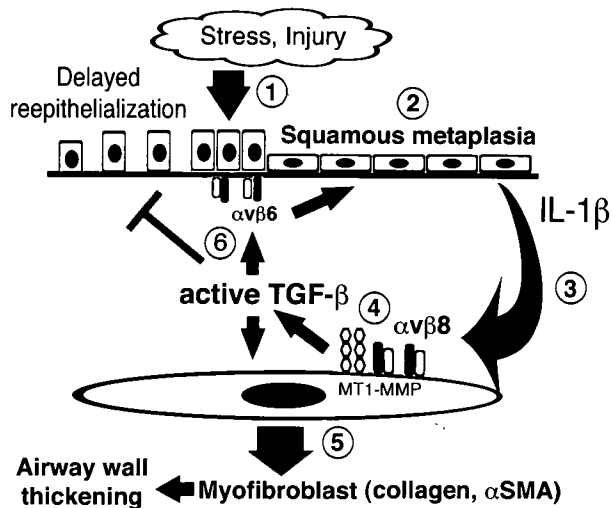 Stress, Injury
Delayed
reepithelialization
①
②
Squamous metaplasia
αvβ6
IL-1β
⑥
③
active TGF-β
④
αvβ8
MT1-MMP
⑤
Airway wall
thickening
Myofibroblast (collagen, αSMA)